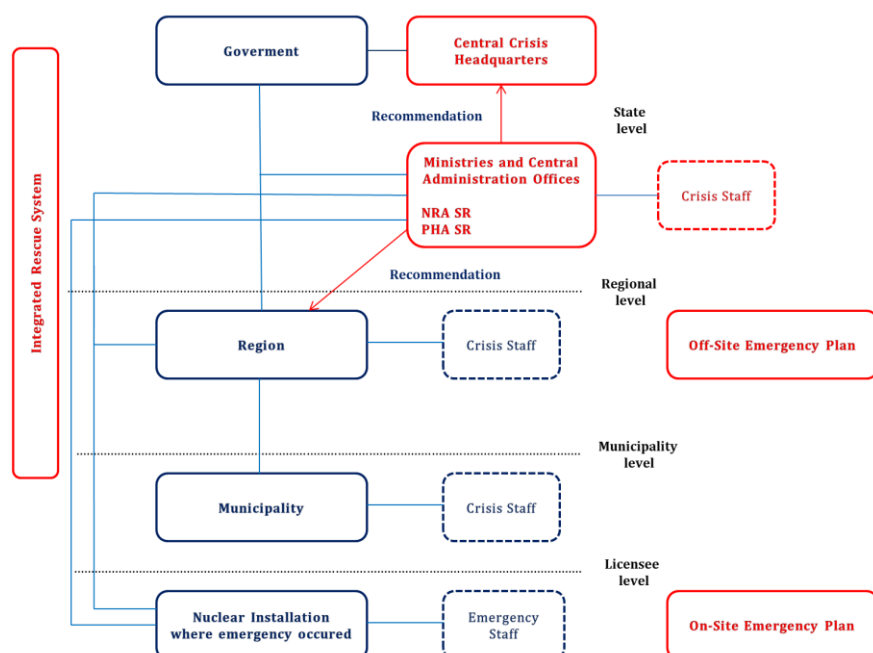 Goverment
Central Crisis
Headquarters
Recommendation
State
level
Ministries and Central
Administration Offices
NRA SR
PHA SR
Crisis Staff
Integrated Rescue System
Recommendation
Regional
level
Region
Crisis Staff
Off-Site Emergency Plan
Municipality
level
Municipality
Crisis Staff
Licensee
level
Nuclear Installation
where emergency occured
Emergency
Staff
On-Site Emergency Plan